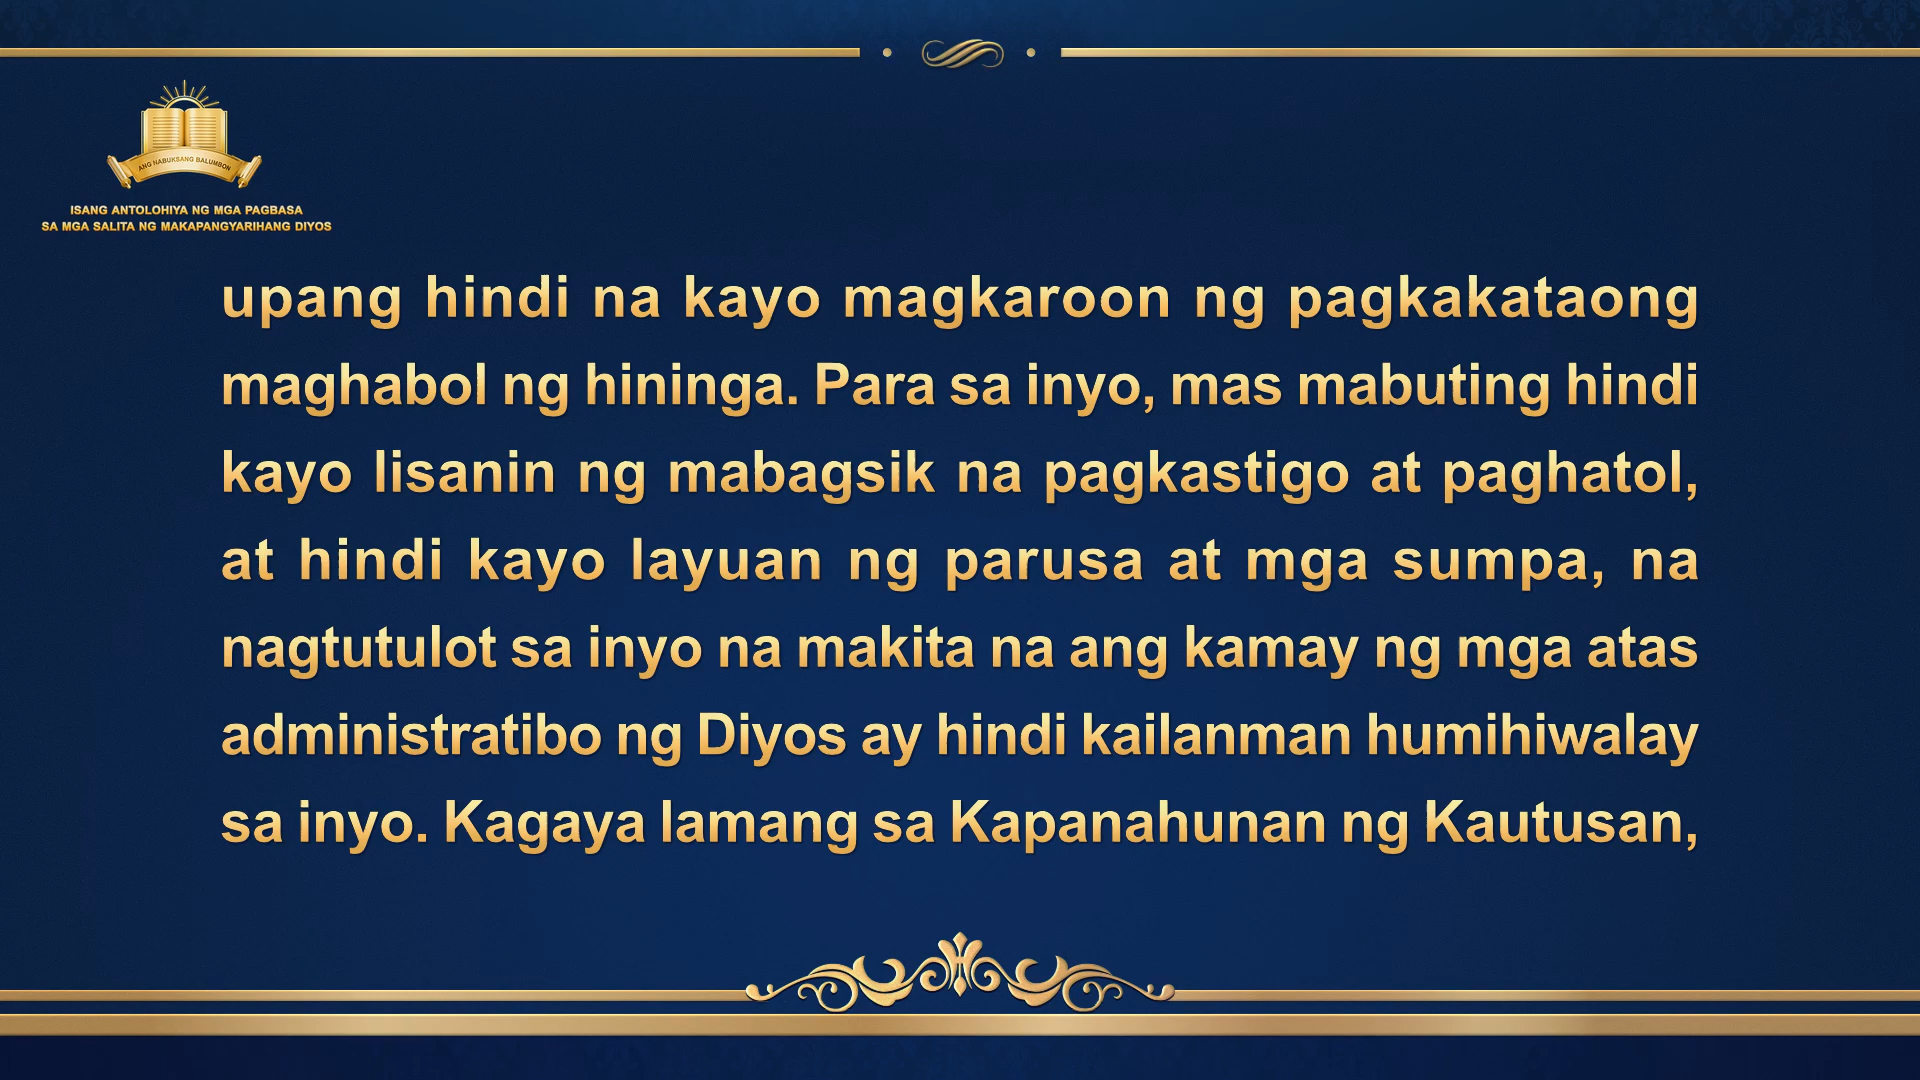 ANG NABUKSANG BALUMBON
ISANG ANTOLOHIYA NG MGA PAGBASA
SA MGA SALITA NG MAKAPANGYARIHANG DIYOS
upang hindi na kayo magkaroon ng pagkakataong
maghabol ng hininga. Para sa inyo, mas mabuting hindi
kayo lisanin ng mabagsik na pagkastigo at paghatol,
at hindi kayo layuan ng parusa at mga sumpa, na
nagtutulot sa inyo na makita na ang kamay ng mga atas
administratibo ng Diyos ay hindi kailanman humihiwalay
sa inyo. Kagaya lamang sa Kapanahunan ng Kautusan,